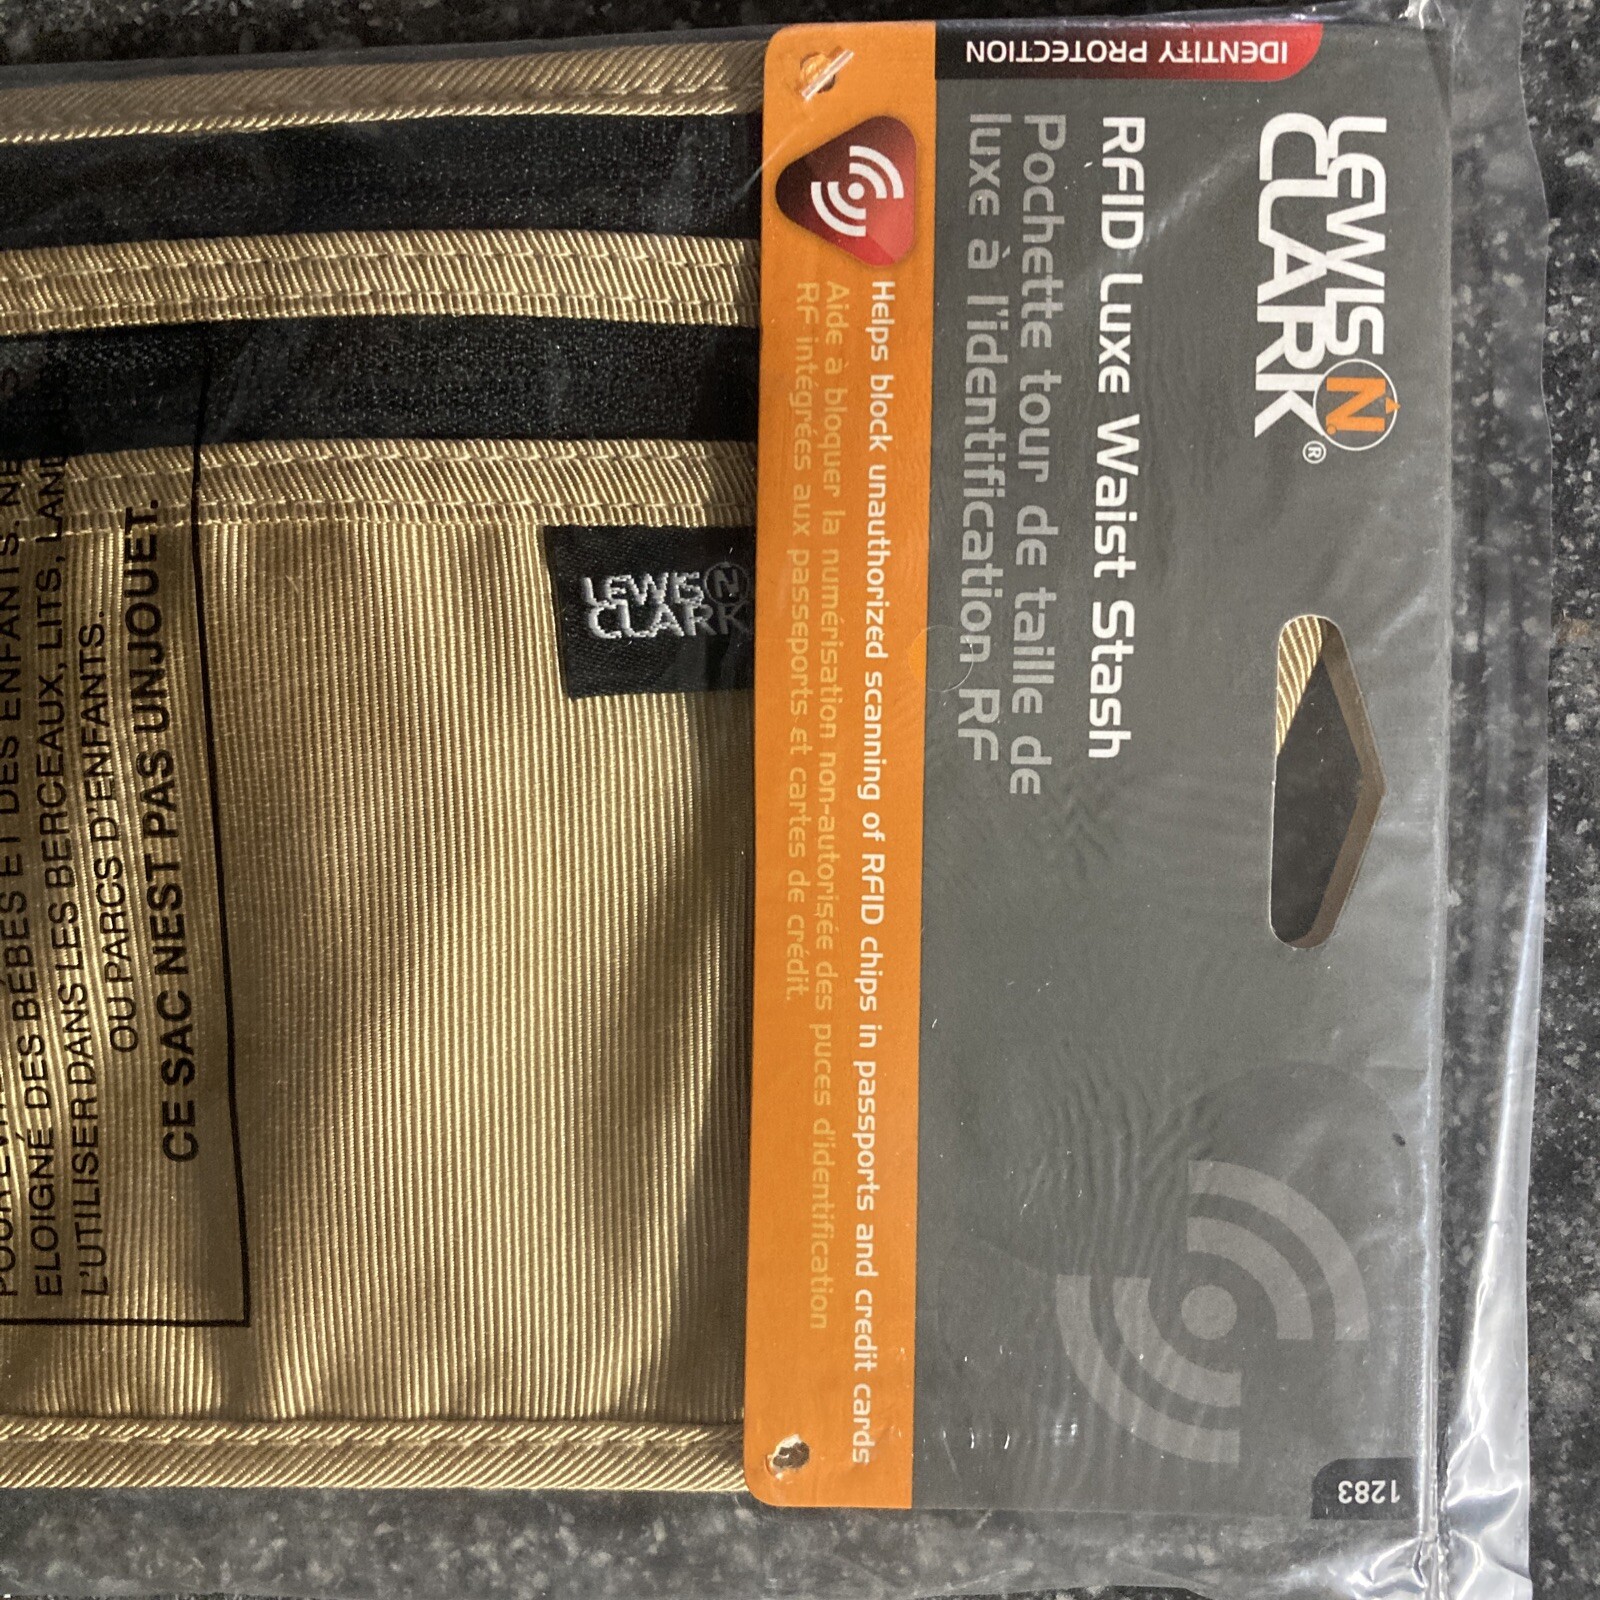 IDENTITY PROTECTION
LEWIS N.
CLARK®
RFID Luxe Waist Stash
Pochette tour de taille de
luxe à l'identification RF
1283
Helps block unauthorized scanning of RFID chips in passports and credit cards
Aide à bloquer la numérisation non-autorisée des puces d'identification
RF intégrées aux passeports et cartes de crédit.
LEWIS N
CLARK
ELOIGNÉ DES BÉBÉS ET DES ENFANTS. NE
L'UTILISER DANS LES BERCEAUX, LITS, LAND
OU PARCS D'ENFANTS.
CE SAC NEST PAS UNJOUET.